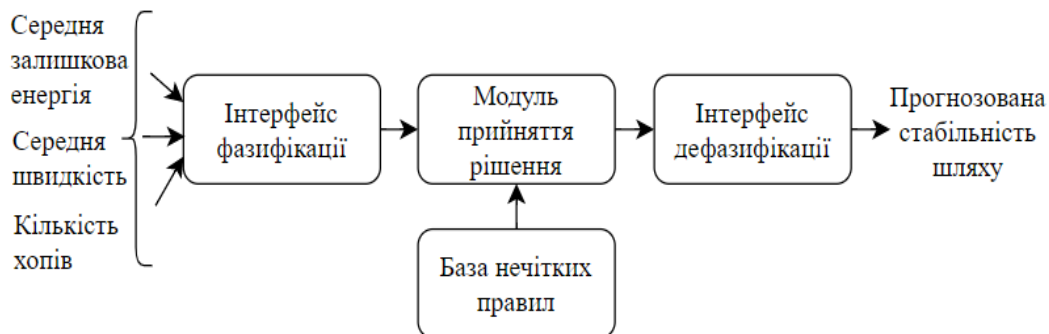 Середня
залишкова
енергія
Середня
швидкість
Кількість
хопів
Інтерфейс
фазифікації
Модуль
прийняття
рішення
База нечітких
правил
Інтерфейс
дефазифікації
Прогнозована
стабільність
шляху